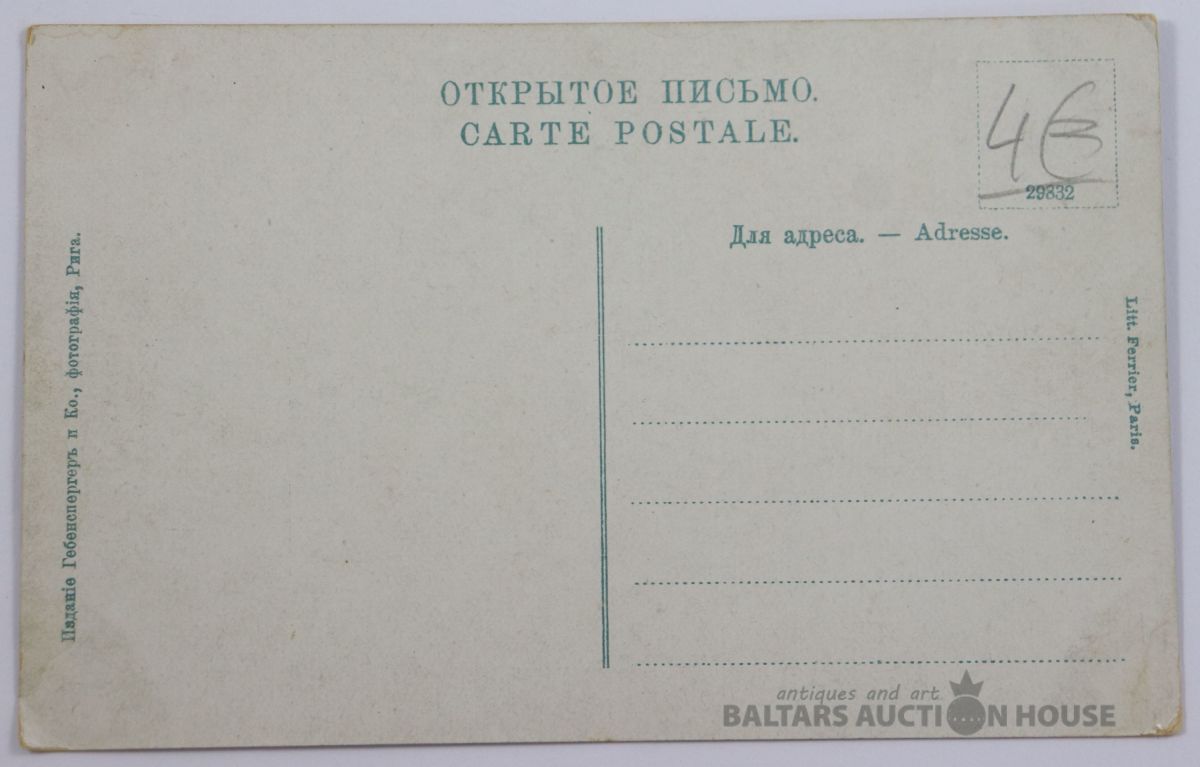 ОТКРЫТОЕ ПИСЬМО.
CARTE POSTALE.
4€
29832
Для адреса. — Adresse.
Изданіе Гебенспергеръ и Ко., фотографія, Рига.
Litt. Ferrier, Paris.
antiques and art
BALTARS AUCTION HOUSE